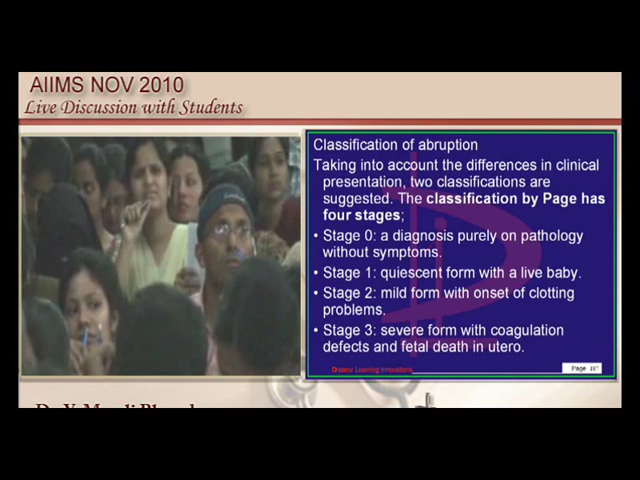 AIIMS NOV 2010
Live Discussion with Students
Classification of abruption
Taking into account the differences in clinical
presentation, two classifications are
suggested. The classification by Page has
four stages;
• Stage 0: a diagnosis purely on pathology
without symptoms.
• Stage 1: quiescent form with a live baby.
• Stage 2: mild form with onset of clotting
problems.
• Stage 3: severe form with coagulation
defects and fetal death in utero.
Learning Innovations
Page